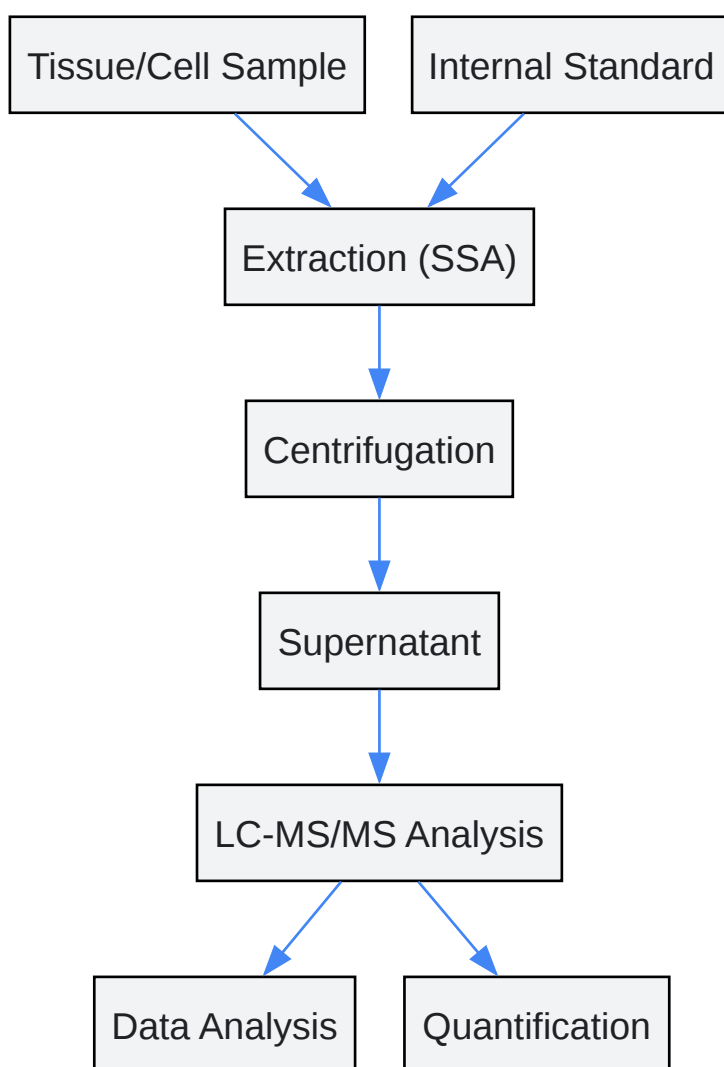 Tissue/Cell Sample
Internal Standard
Extraction (SSA)
Centrifugation
Supernatant
LC-MS/MS Analysis
Data Analysis
Quantification